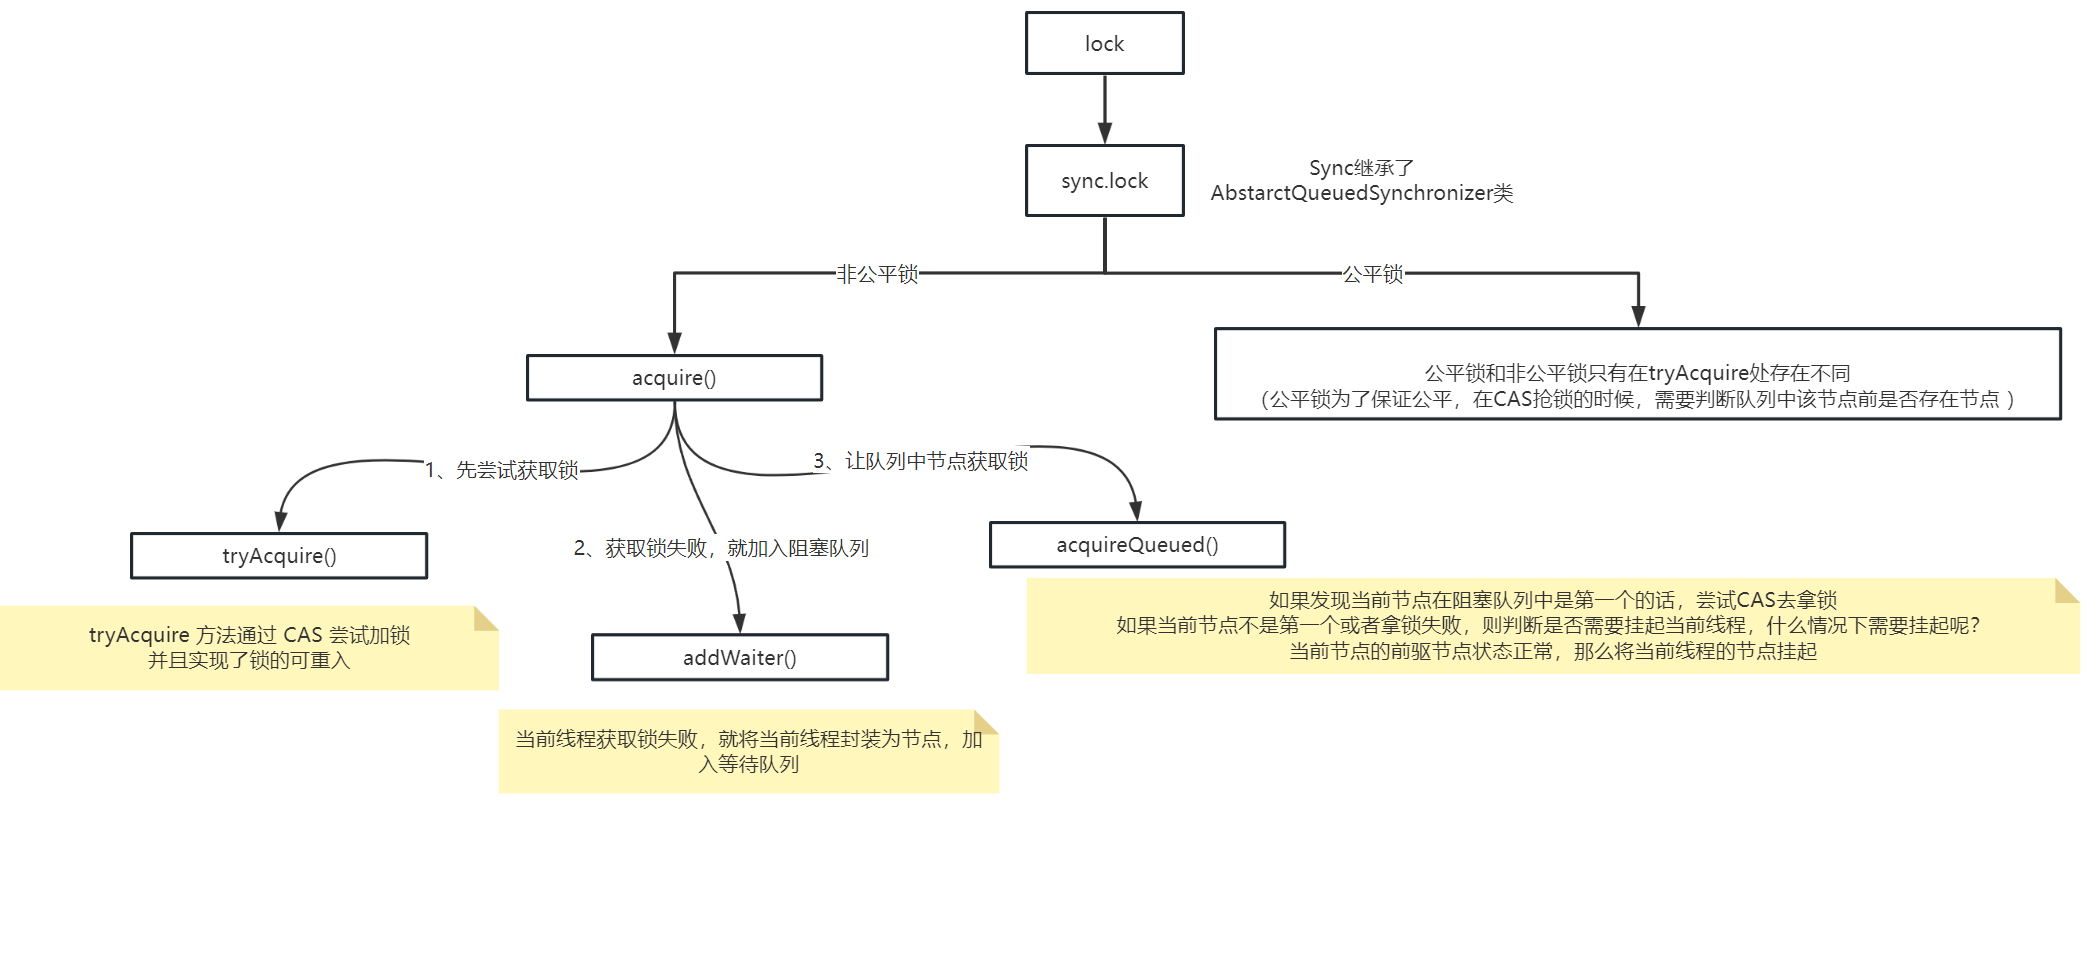 lock
sync.lock
Sync继承了
AbstarctQueuedSynchronizer类
非公平锁
公平锁
acquire()
公平锁和非公平锁只有在tryAcquire处存在不同
（公平锁为了保证公平，在CAS抢锁的时候，需要判断队列中该节点前是否存在节点 ）
1、先尝试获取锁
3、让队列中节点获取锁
2、获取锁失败，就加入阻塞队列
tryAcquire()
acquireQueued()
tryAcquire 方法通过 CAS 尝试加锁
并且实现了锁的可重入
如果发现当前节点在阻塞队列中是第一个的话，尝试CAS去拿锁
如果当前节点不是第一个或者拿锁失败，则判断是否需要挂起当前线程，什么情况下需要挂起呢？
当前节点的前驱节点状态正常，那么将当前线程的节点挂起
addWaiter()
当前线程获取锁失败，就将当前线程封装为节点，加
入等待队列